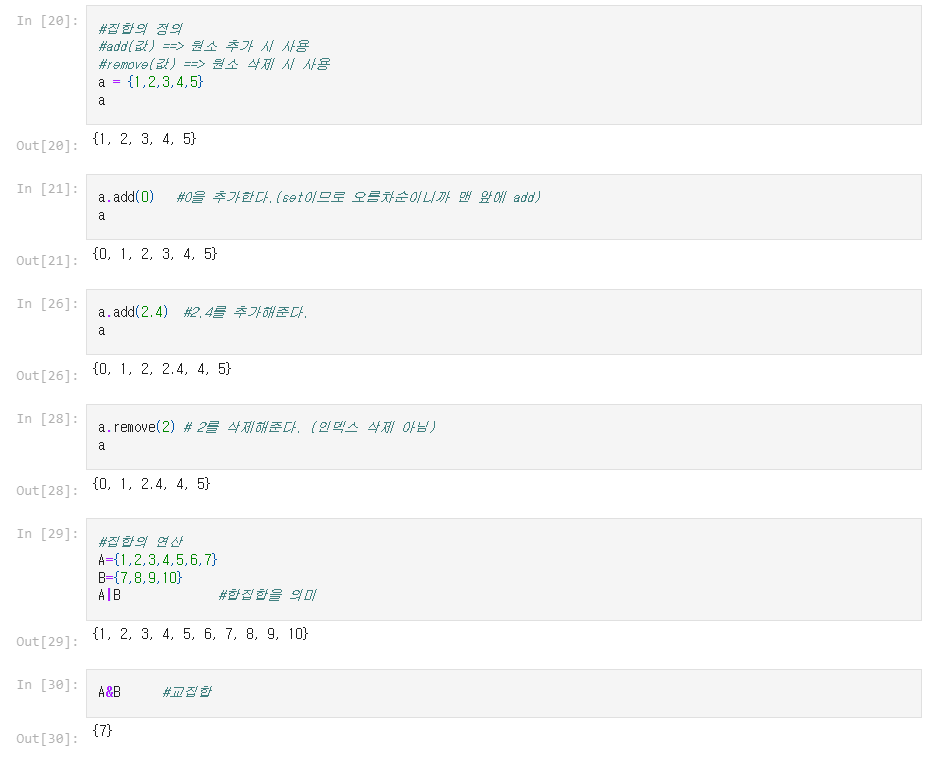 In [20]:
#집합의 정의
#add(값) ==> 원소 추가 시 사용
#remove(값) ==> 원소 삭제 시 사용
a = {1,2,3,4,5}
a
Out[20]: {1, 2, 3, 4, 5}
In [21]:
a.add(0) #0을 추가한다.(set이므로 오름차순이니까 맨 앞에 add)
a
Out[21]: {0, 1, 2, 3, 4, 5}
In [26]:
a.add(2.4) #2.4를 추가해준다.
a
Out[26]: {0, 1, 2, 2.4, 4, 5}
In [28]:
a.remove(2) # 2를 삭제해준다. (인덱스 삭제 아님)
a
Out[28]: {0, 1, 2.4, 4, 5}
In [29]:
#집합의 연산
A={1,2,3,4,5,6,7}
B={7,8,9,10}
A|B #합집합을 의미
Out[29]: {1, 2, 3, 4, 5, 6, 7, 8, 9, 10}
In [30]:
A&B #교집합
Out[30]: {7}